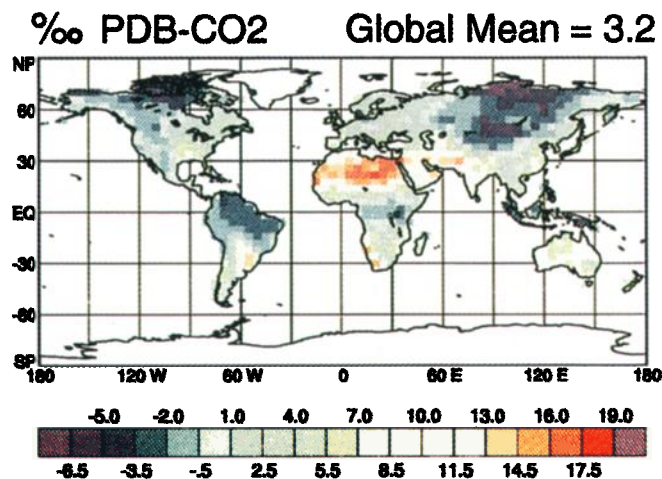 ‰ PDB-CO2 Global Mean = 3.2
NP
60
30
EQ
-30
-60
SP
180 120 W 60 W 0 60 E 120 E 180
-5.0 -2.0 1.0 4.0 7.0 10.0 13.0 16.0 19.0
-6.5 -3.5 -.5 2.5 5.5 8.5 11.5 14.5 17.5